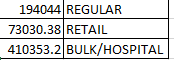 194044 REGULAR
73030.38 RETAIL
410353.2 BULK/HOSPITAL